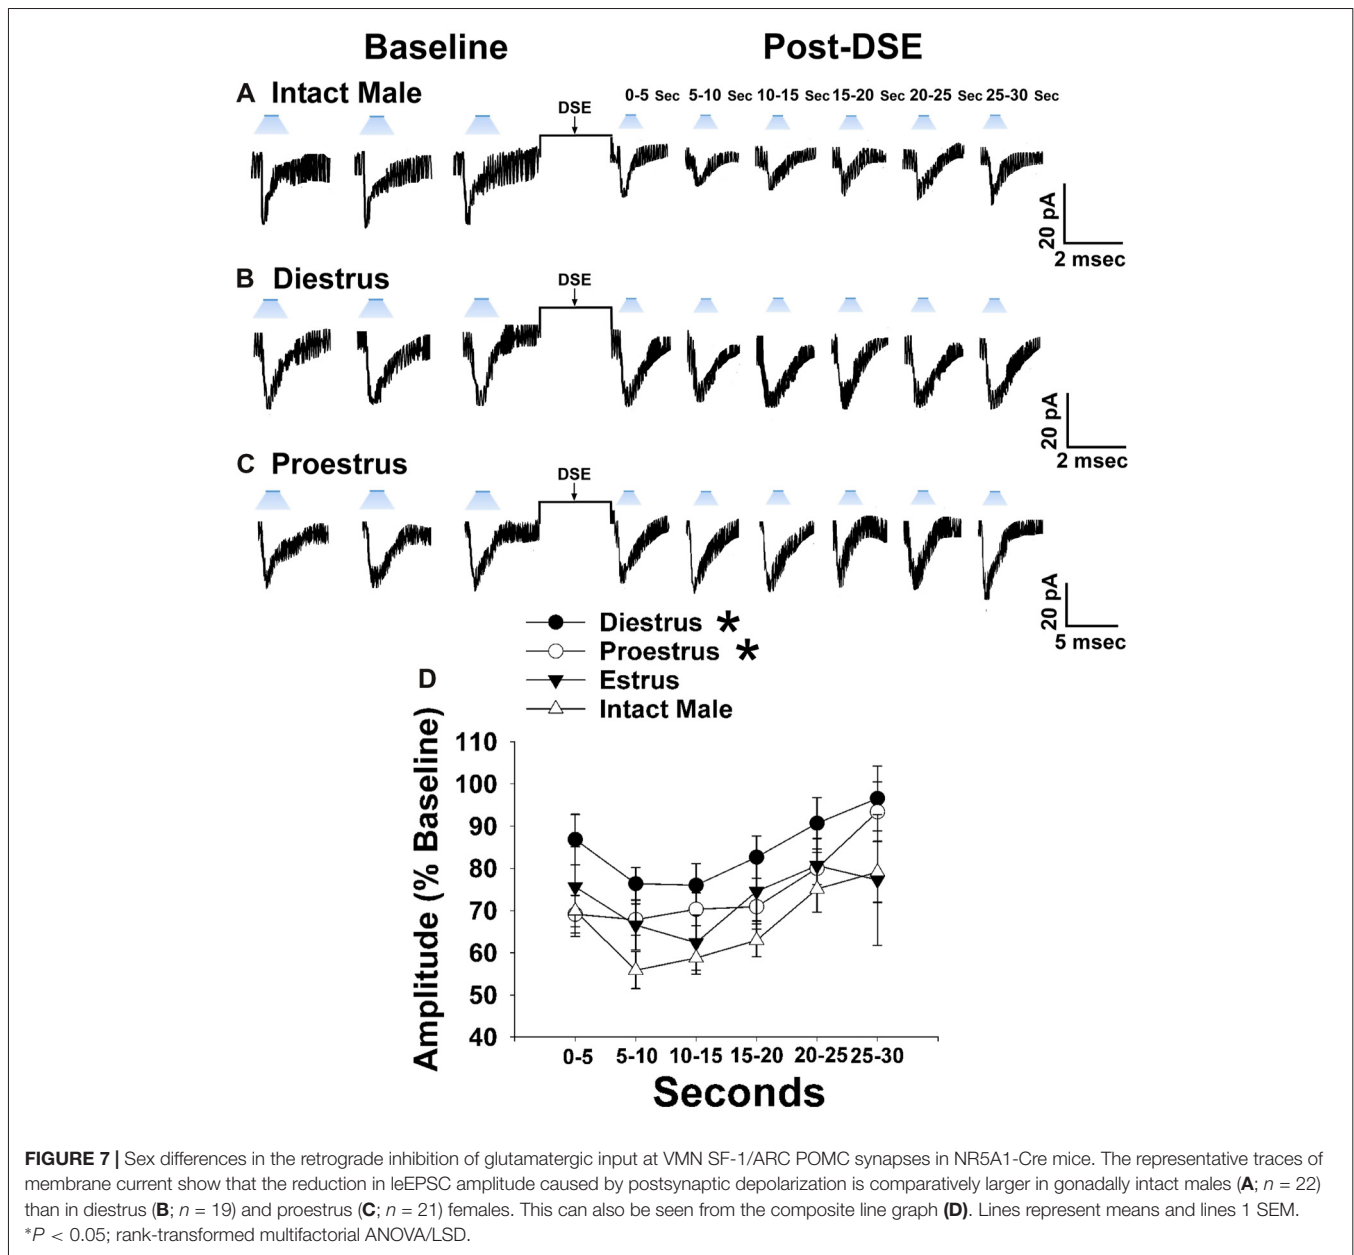 Baseline Post-DSE
A Intact Male
0-5 Sec 5-10 Sec 10-15 Sec 15-20 Sec 20-25 Sec 25-30 Sec
DSE
20 pA
2 msec
B Diestrus
DSE
20 pA
2 msec
C Proestrus
DSE
20 pA
5 msec
Diestrus *
Proestrus *
Estrus
Intact Male
D
Amplitude (% Baseline)
110
100
90
80
70
60
50
40
0-5 5-10 10-15 15-20 20-25 25-30
Seconds
FIGURE 7 | Sex differences in the retrograde inhibition of glutamatergic input at VMN SF-1/ARC POMC synapses in NR5A1-Cre mice. The representative traces of
membrane current show that the reduction in leEPSC amplitude caused by postsynaptic depolarization is comparatively larger in gonadally intact males (A; n = 22)
than in diestrus (B; n = 19) and proestrus (C; n = 21) females. This can also be seen from the composite line graph (D). Lines represent means and lines 1 SEM.
*P < 0.05; rank-transformed multifactorial ANOVA/LSD.